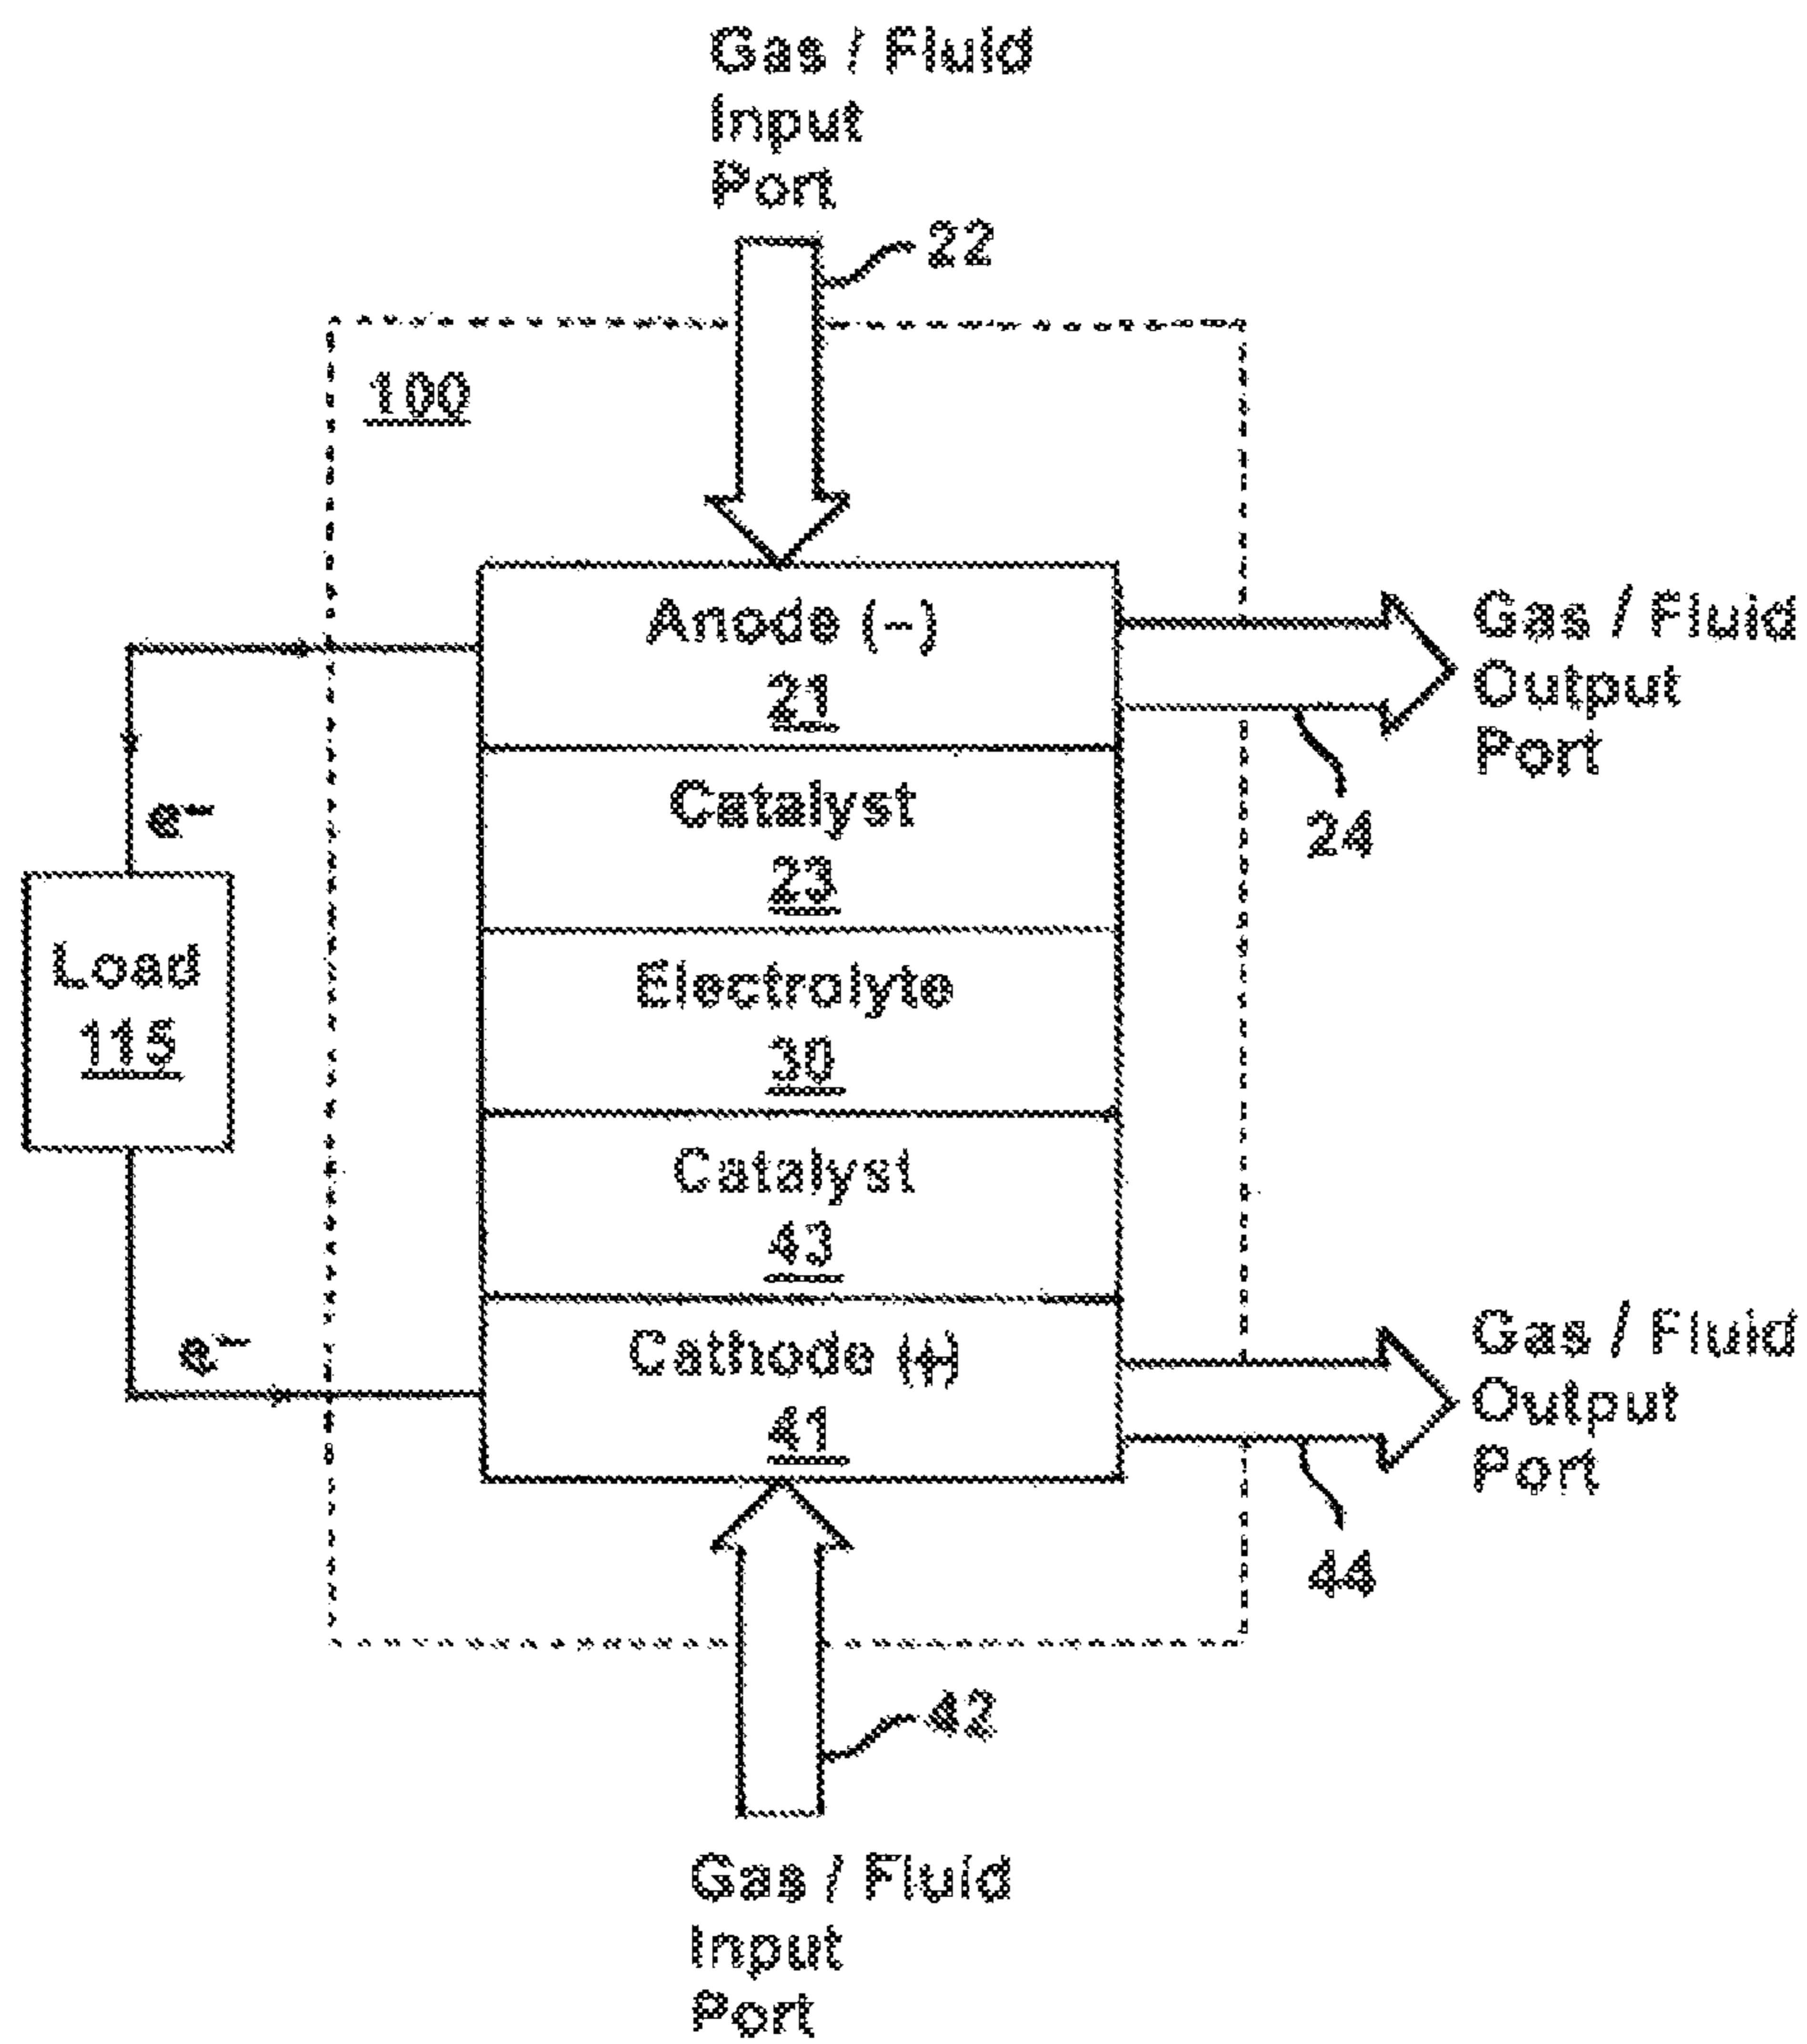 Gas / Fluid
Input
Port
22
100
Anode (-)
21
Gas / Fluid
Output
Port
24
Catalyst
23
e-
Load
115
Electrolyte
30
Catalyst
43
Cathode (+)
41
e-
Gas / Fluid
Output
Port
44
42
Gas / Fluid
Input
Port